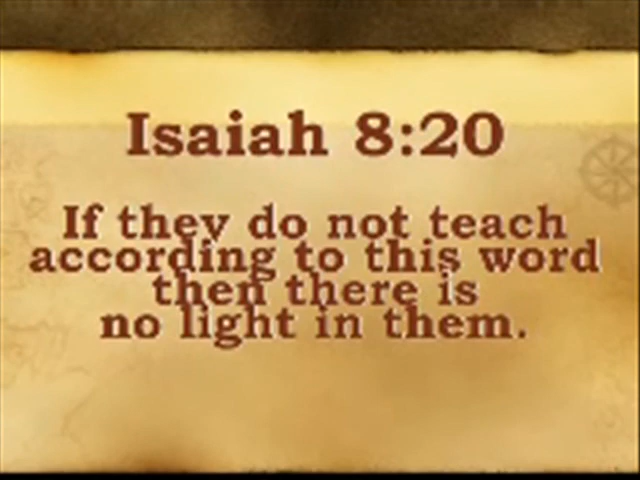 Isaiah 8:20
If they do not teach
according to this word
then there is
no light in them.